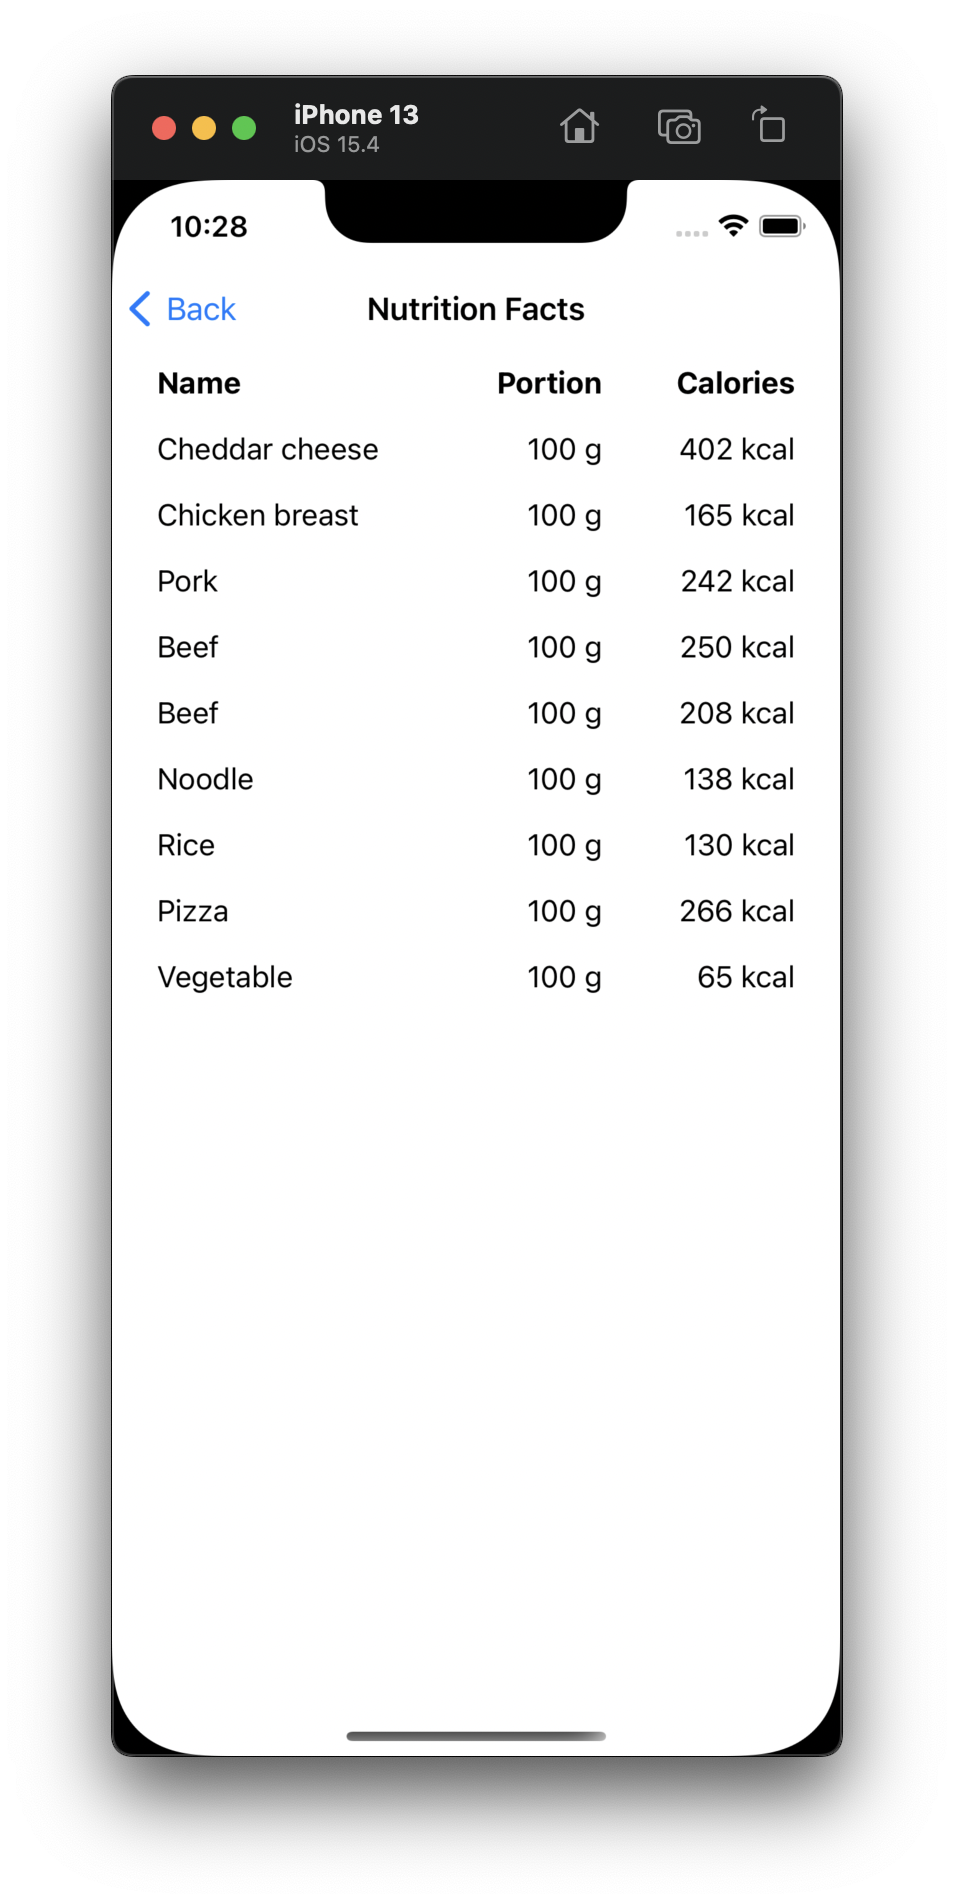 iPhone 13
iOS 15.4
10:28
Back Nutrition Facts
Name Portion Calories
Cheddar cheese 100 g 402 kcal
Chicken breast 100 g 165 kcal
Pork 100 g 242 kcal
Beef 100 g 250 kcal
Beef 100 g 208 kcal
Noodle 100 g 138 kcal
Rice 100 g 130 kcal
Pizza 100 g 266 kcal
Vegetable 100 g 65 kcal